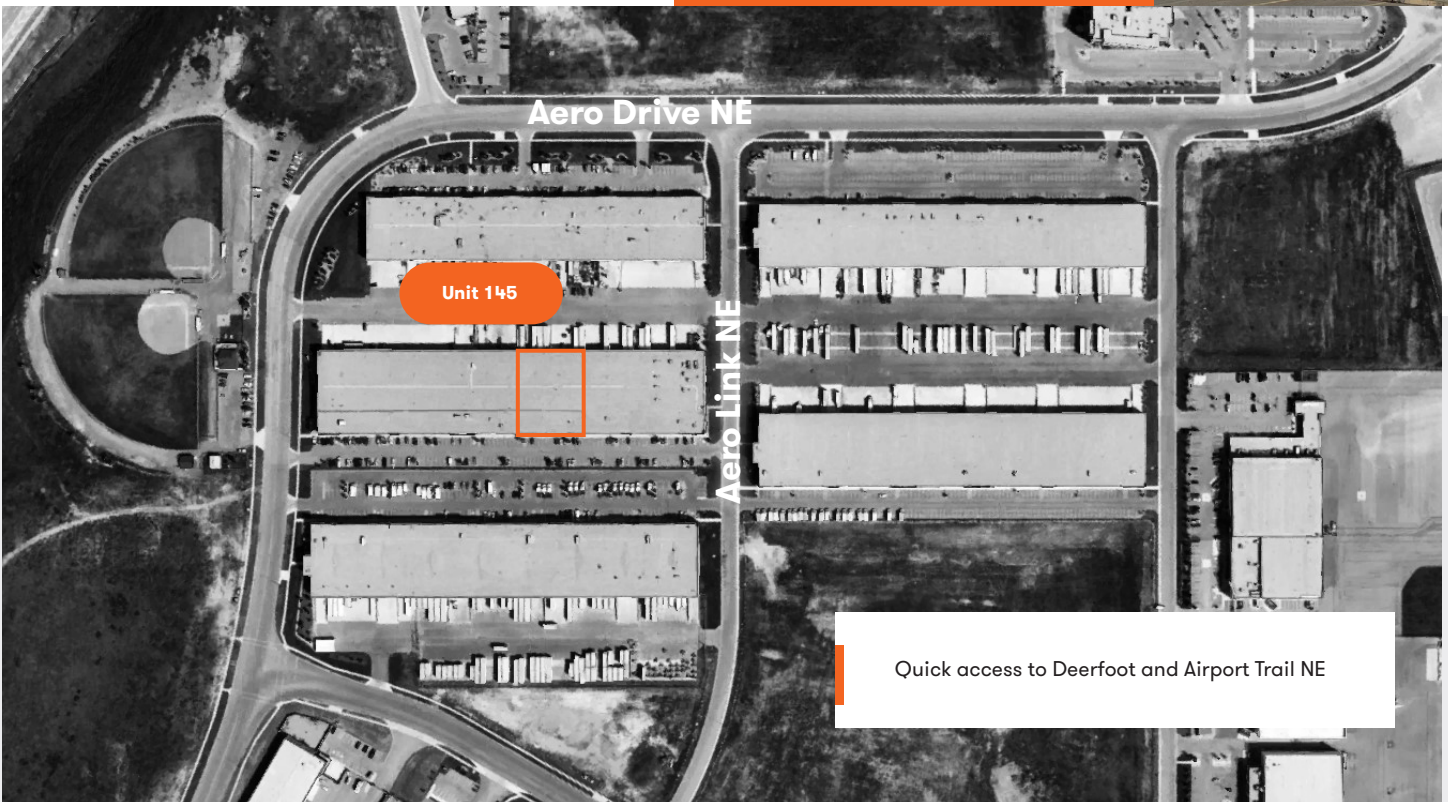 Aero Drive NE
Unit 145
Aero Link NE
Quick access to Deerfoot and Airport Trail NE